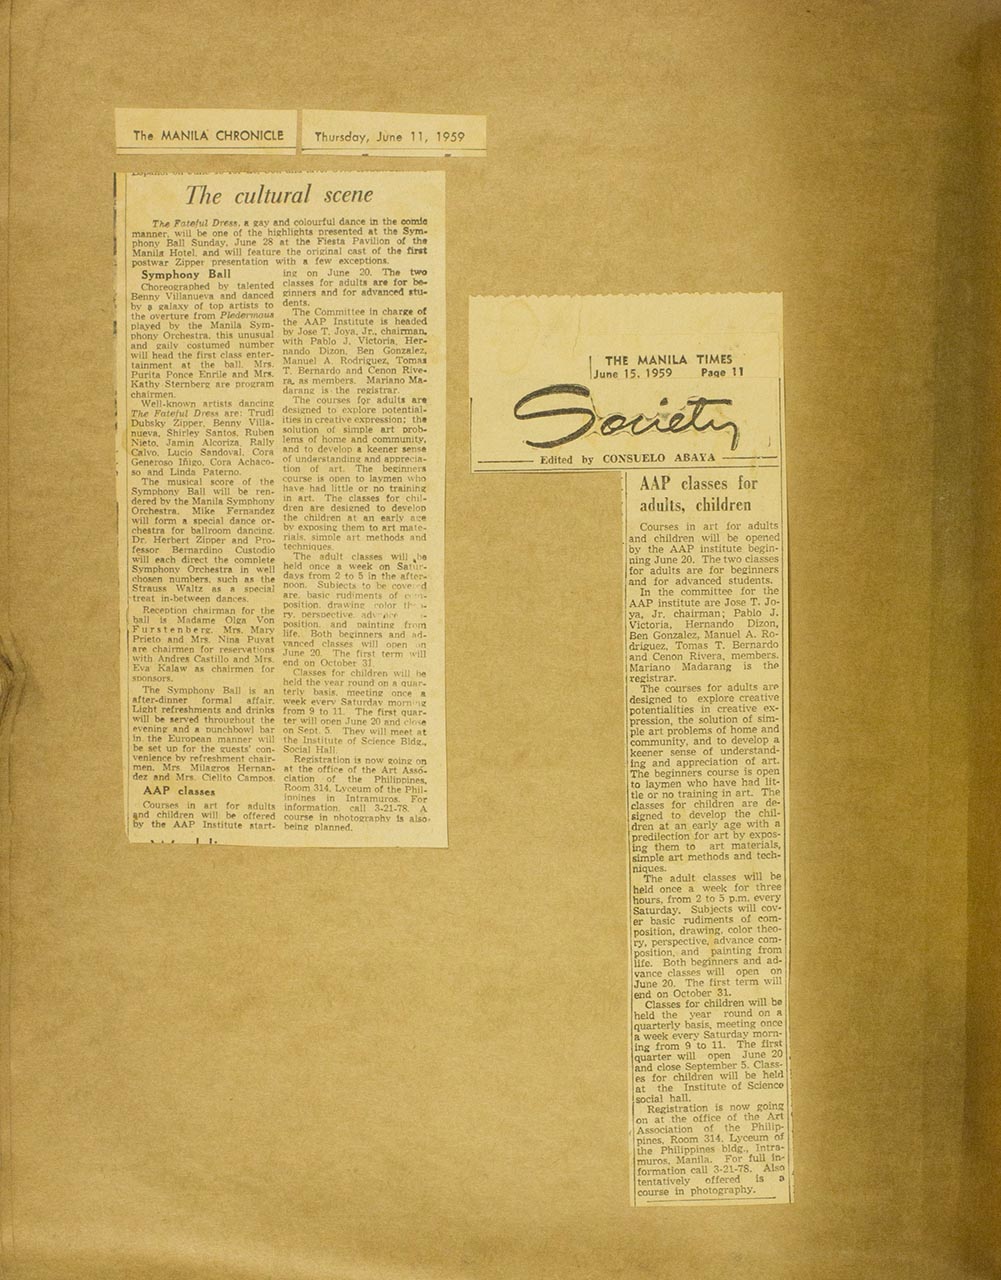 The MANILA CHRONICLE
Thursday, June 11, 1959
The cultural scene
The Fateful Dress, a gay and colourful dance in the comic
manner, will be one of the highlights presented at the Sym-
phony Ball Sunday, June 28 at the Fiesta Pavilion of the
Manila Hotel, and will feature the original cast of the first
postwar Zipper presentation with a few exceptions.
Symphony Ball
Choreographed by talented
Benny Villanueva and danced
by a galaxy of top artists to
the overture from Fledermous
played by the Manila Sym-
phony Orchestra, this unusual
and gaily costumed number
will head the first class enter-
tainment at the ball. Mrs.
Purita Ponce Enrile and Mrs.
Kathy Sternberg are program
chairmen.
Well-known artists dancing
The Fateful Dress are: Trudl
Dubsky Zipper, Benny Villa-
nueva, Shirley Santos, Ruben
Nieto, Jamin Alcoriza, Rally
Calvo, Lucio Sandoval, Cora
Generoso Iñigo, Cora Achaco-
so and Linda Paterno.
The musical score of the
Symphony Ball will be ren-
dered by the Manila Symphony
Orchestra. Mike Fernandez
will form a special dance or-
chestra for ballroom dancing.
Dr. Herbert Zipper and Pro-
fessor Bernardino Custodio
will each direct the complete
Symphony Orchestra in well
chosen numbers, such as the
Strauss Waltz as a special
treat in-between dances.
Reception chairman for the
ball is Madame Olga Von
Furstenberg. Mrs. Mary
Prieto and Mrs. Nina Puyat
are chairmen for reservations
with Andres Castillo and Mrs.
Eva Kalaw as chairmen for
sponsors.
The Symphony Ball is an
after-dinner formal affair.
Light refreshments and drinks
will be served throughout the
evening and a punchbowl bar
in the European manner will
be set up for the guests' con-
venience by refreshment chair-
men, Mrs. Milagros Hernan-
dez and Mrs. Cielito Campos.
AAP classes
Courses in art for adults
and children will be offered
by the AAP Institute start-
ing on June 20. The two
classes for adults are for be-
ginners and for advanced stu-
dents.
The Committee in charge of
the AAP Institute is headed
by Jose T. Joya, Jr., chairman,
with Pablo J. Victoria, Her-
nando Dizon, Ben Gonzalez,
Manuel A. Rodriguez, Tomas
T. Bernardo and Cenon Rive-
ra, as members. Mariano Ma-
darang is the registrar.
The courses for adults are
designed to explore potential-
ities in creative expression; the
solution of simple art prob-
lems of home and community,
and to develop a keener sense
of understanding and apprecia-
tion of art. The beginners
course is open to laymen who
have had little or no training
in art. The classes for chil-
dren are designed to develop
the children at an early age
by exposing them to art mate-
rials, simple art methods and
techniques.
The adult classes will be
held once a week on Satur-
days from 2 to 5 in the after-
noon. Subjects to be covered
are, basic rudiments of com-
position, drawing color
ry, perspective,
position, and painting from
life. Both beginners and ad-
vanced classes will open on
June 20. The first term will
end on October 31.
Classes for children will be
held the year round on a quar-
terly basis, meeting once a
week every Saturday morning
from 9 to 11. The first quar-
ter will open June 20 and close
on Sept. 5. They will meet at
the Institute of Science Bldg.,
Social Hall.
Registration is now going on
at the office of the Art Asso-
ciation of the Philippines,
Room 314, Lyceum of the Phil-
ippines in Intramuros. For
information, call 3-21-78. A
course in photography is also
being planned.
THE MANILA TIMES
June 15, 1959 Page 11
Society
Edited by CONSUELO ABAYA
AAP classes for
adults, children
Courses in art for adults
and children will be opened
by the AAP institute begin-
ning June 20. The two classes
for adults are for beginners
and for advanced students.
In the committee for the
AAP institute are Jose T. Jo-
ya, Jr. chairman; Pablo J.
Victoria, Hernando Dizon,
Ben Gonzalez, Manuel A. Ro-
driguez, Tomas T. Bernardo
and Cenon Rivera, members.
Mariano Madarang is the
registrar.
The courses for adults are
designed to explore creative
potentialities in creative ex-
pression, the solution of sim-
ple art problems of home and
community, and to develop a
keener sense of understand-
ing and appreciation of art.
The beginners course is open
to laymen who have had lit-
tle or no training in art. The
classes for children are de-
signed to develop the chil-
dren at an early age with a
predilection for art by expos-
ing them to art materials,
simple art methods and tech-
niques.
The adult classes will be
held once a week for three
hours, from 2 to 5 p.m. every
Saturday. Subjects will cov-
er basic rudiments of com-
position, drawing, color theo-
ry, perspective, advance com-
position, and painting from
life. Both beginners and ad-
vance classes will open on
June 20. The first term will
end on October 31.
Classes for children will be
held the year round on a
quarterly basis, meeting once
a week every Saturday morn-
ing from 9 to 11. The first
quarter will open June 20
and close September 5. Class-
es for children will be held
at the Institute of Science
social hall.
Registration is now going
on at the office of the Art
Association of the Philip-
pines, Room 314, Lyceum of
the Philippines bldg., Intra-
muros, Manila. For full in-
formation call 3-21-78. Also
tentatively offered is a
course in photography.